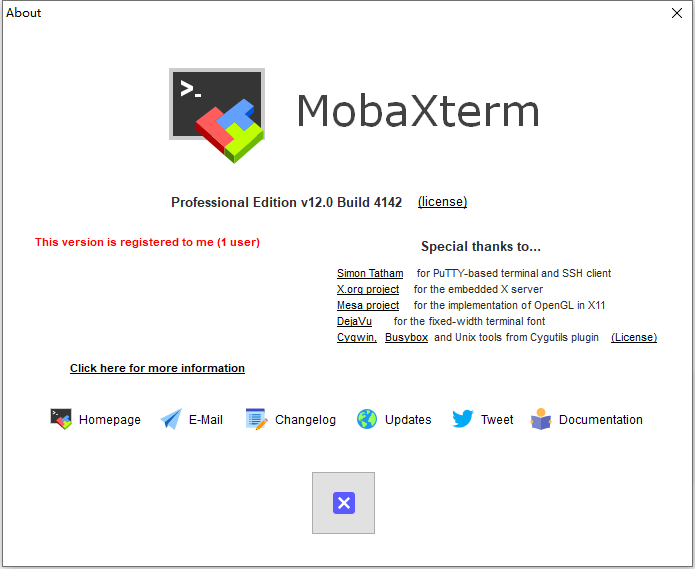 About
>_
MobaXterm
Professional Edition v12.0 Build 4142 (license)
This version is registered to me (1 user)
Special thanks to...
Simon Tatham for PuTTY-based terminal and SSH client
X.org project for the embedded X server
Mesa project for the implementation of OpenGL in X11
DejaVu for the fixed-width terminal font
Cygwin, Busybox and Unix tools from Cygutils plugin (License)
Click here for more information
Homepage E-Mail Changelog Updates Tweet Documentation